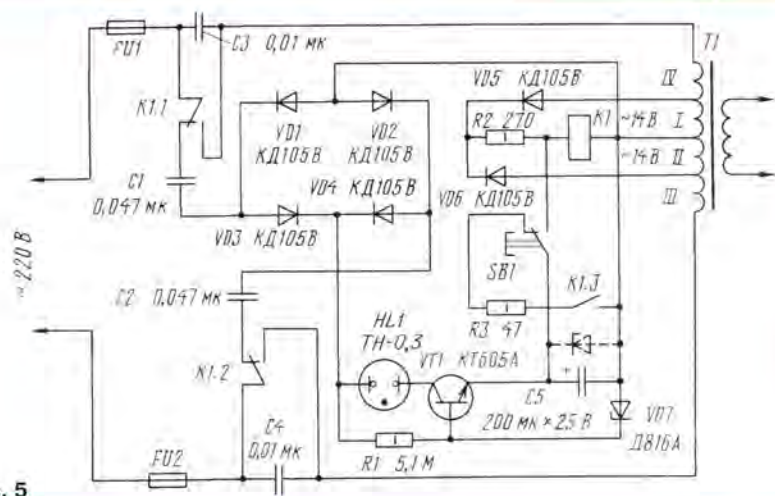 FU1
C3 0,01 мк
T1
K1.1
VD5 КД105В
IV
R2 270
K1
~14В
I
VD1
КД105В
VD2
КД105В
~14В
II
C1
0,047 мк
VD4 КД105В
VD6 КД105В
III
VD3 КД105В
SB1
~220 В
C2 0,047 мк
K1.3
HL1
ТН-0,3
R3 47
VT1 КТ605А
K1.2
C5
+
C4
0,01 мк
200 мк × 25 В
VD7
Д816А
FU2
R1 5,1 М
. 5